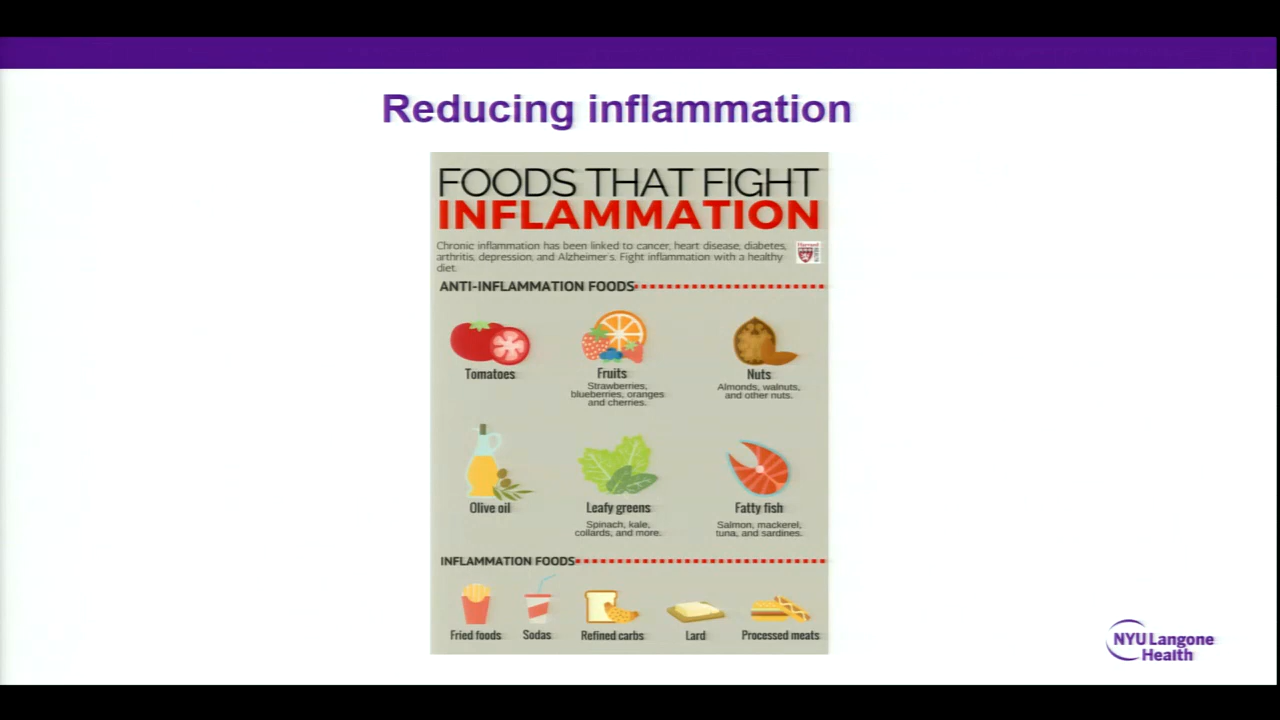 Reducing inflammation
FOODS THAT FIGHT
INFLAMMATION
Chronic inflammation has been linked to cancer, heart disease, diabetes,
arthritis, depression, and Alzheimer's. Fight inflammation with a healthy
diet.
ANTI-INFLAMMATION FOODS
Tomatoes
Fruits
Strawberries,
blueberries, oranges
and cherries.
Nuts
Almonds, walnuts,
and other nuts.
Olive oil
Leafy greens
Spinach, kale,
collards, and more.
Fatty fish
Salmon, mackerel,
tuna, and sardines.
INFLAMMATION FOODS
Fried foods
Sodas
Refined carbs
Lard
Processed meats
NYU Langone
Health